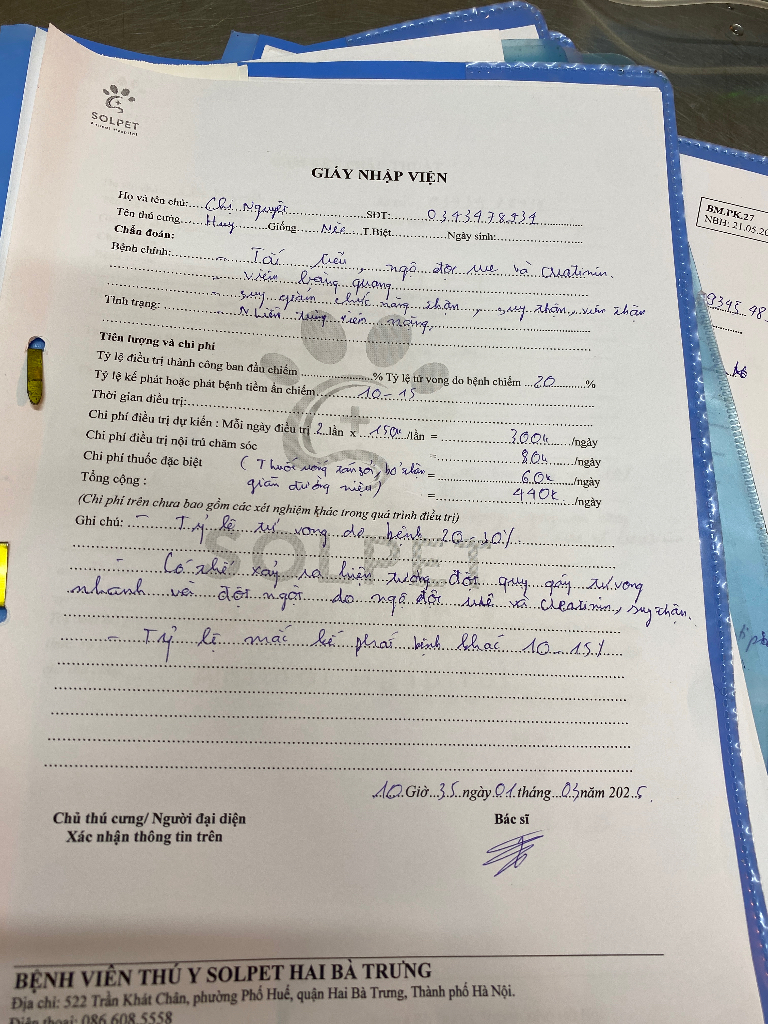 SOLPET
Animal Hospital
GIẤY NHẬP VIỆN
BM.PK.27
NBH: 21.05.20
Họ và tên chủ: Chị Nguyệt SĐT: 0343478434
Tên thú cưng Huy Giống Mèo T.Biệt Ngày sinh:
Chẩn đoán:
Bệnh chính: - Tắc tiểu, ngộ độc ure và Creatinin.
- viêm bàng quang
- suy giảm chức năng thận, suy thận, viêm thận
Tình trạng: N.
Tiên lượng và chi phí
Tỷ lệ điều trị thành công ban đầu chiếm % Tỷ lệ tử vong do bệnh chiếm 20 %
Tỷ lệ kế phát hoặc phát bệnh tiềm ẩn chiếm 10-15
Thời gian điều trị:
Chi phí điều trị dự kiến : Mỗi ngày điều trị 2 lần x 150k /lần = 300k /ngày
Chi phí điều trị nội trú chăm sóc = 80k /ngày
Chi phí thuốc đặc biệt (Thuốc uống tan sỏi, bổ thận = 60k /ngày
giãn đường niệu)
Tổng cộng : = 440k /ngày
(Chi phí trên chưa bao gồm các xét nghiệm khác trong quá trình điều trị)
Ghi chú: - Tỷ lệ tử vong do bệnh 20-30%
- Có thể xảy ra hiện tượng đột quỵ gây tử vong
nhanh và đột ngột do ngộ độc urê và Creatinin, suy thận.
- Tỷ lệ mắc kế phát bệnh khác 10-15%
SOLPET
10 Giờ 35 ngày 01 tháng 03 năm 2025
Chủ thú cưng/ Người đại diện
Xác nhận thông tin trên
Bác sĩ
BỆNH VIỆN THÚ Y SOLPET HAI BÀ TRƯNG
Địa chỉ: 522 Trần Khát Chân, phường Phố Huế, quận Hai Bà Trưng, Thành phố Hà Nội.
Điện thoại: 086.608.5558